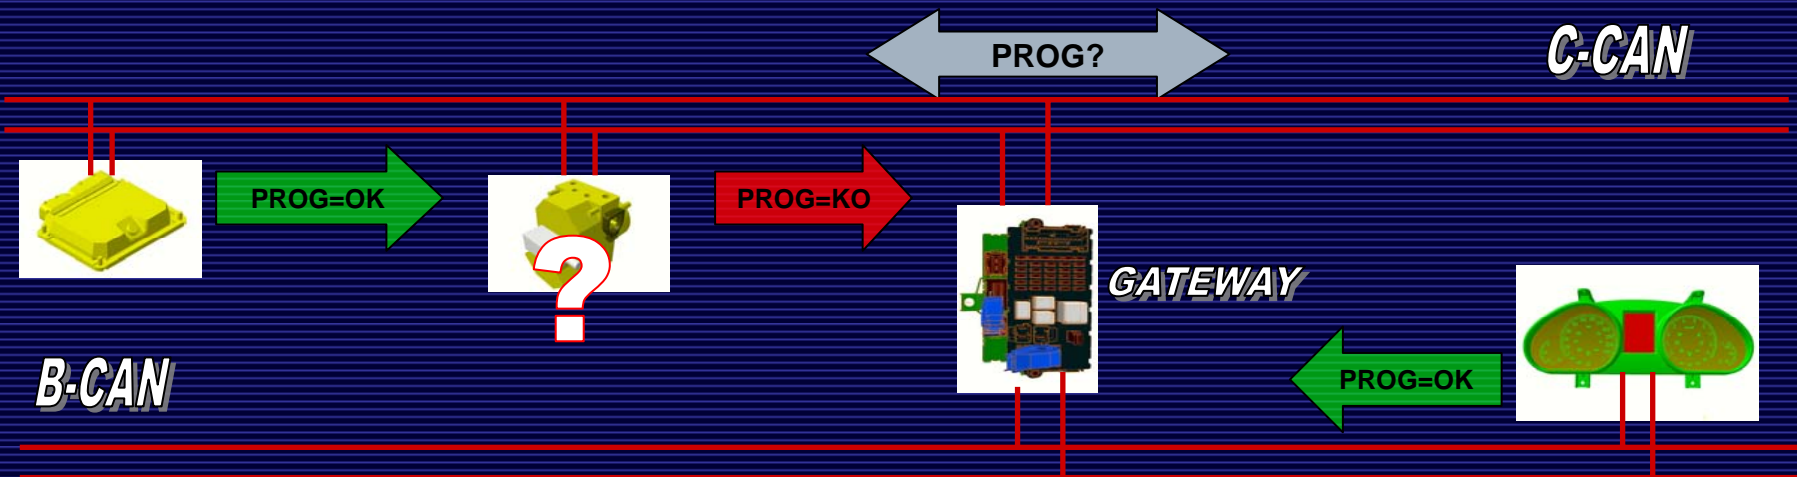 PROG?
C-CAN
PROG=OK
PROG=KO
?
GATEWAY
B-CAN
PROG=OK